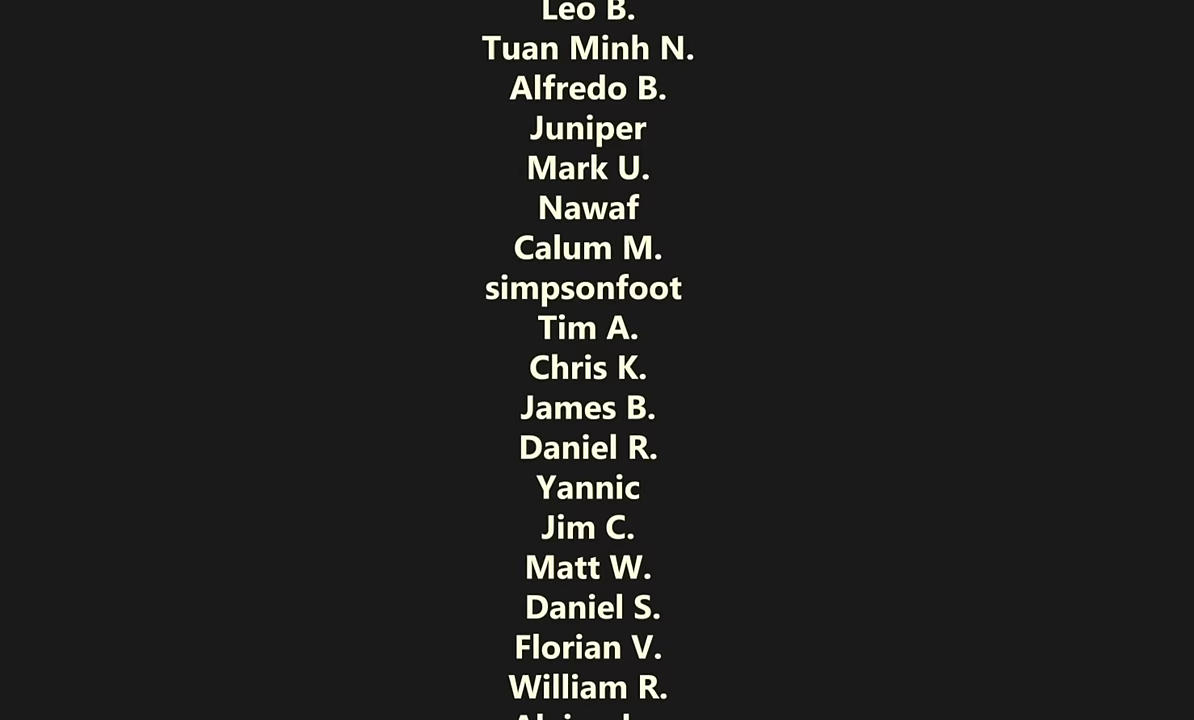 Leo B.
Tuan Minh N.
Alfredo B.
Juniper
Mark U.
Nawaf
Calum M.
simpsonfoot
Tim A.
Chris K.
James B.
Daniel R.
Yannic
Jim C.
Matt W.
Daniel S.
Florian V.
William R.